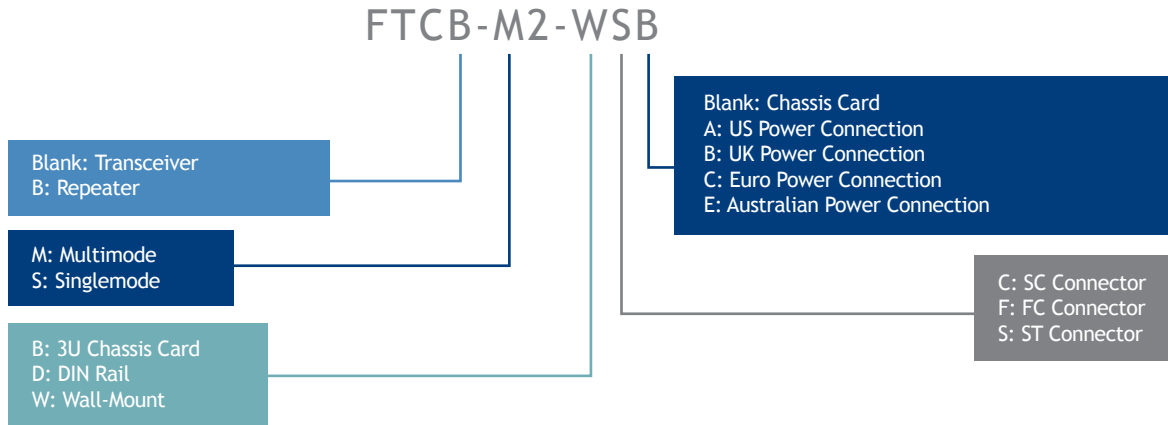 FTCB-M2-WSB
Blank: Transceiver
B: Repeater
M: Multimode
S: Singlemode
B: 3U Chassis Card
D: DIN Rail
W: Wall-Mount
Blank: Chassis Card
A: US Power Connection
B: UK Power Connection
C: Euro Power Connection
E: Australian Power Connection
C: SC Connector
F: FC Connector
S: ST Connector